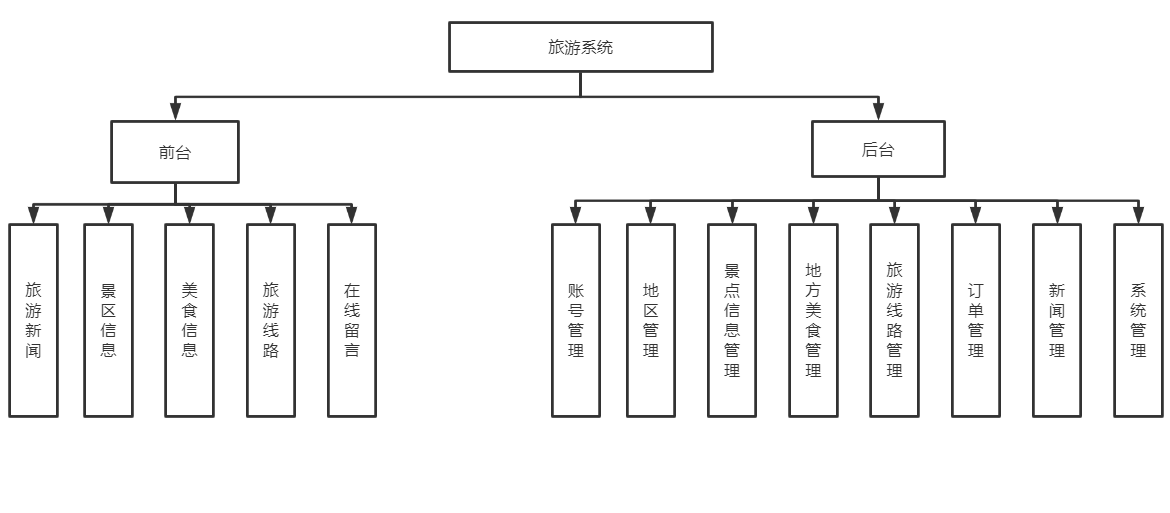 旅游系统
前台
后台
旅游新闻
景区信息
美食信息
旅游线路
在线留言
账号管理
地区管理
景点信息管理
地方美食管理
旅游线路管理
订单管理
新闻管理
系统管理